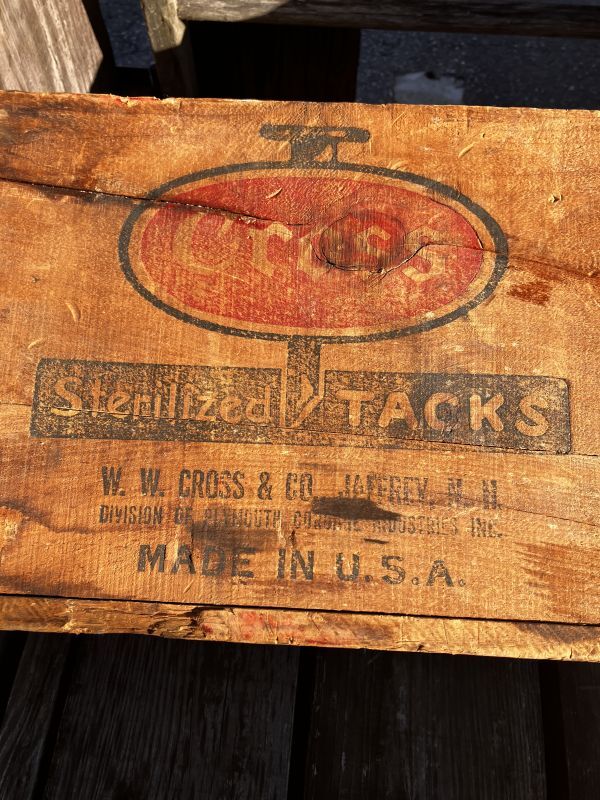 Cross
Sterilized TACKS
W. W. CROSS & CO. JAFFREY, N. H.
DIVISION OF PLYMOUTH CORDAGE INDUSTRIES INC.
MADE IN U.S.A.